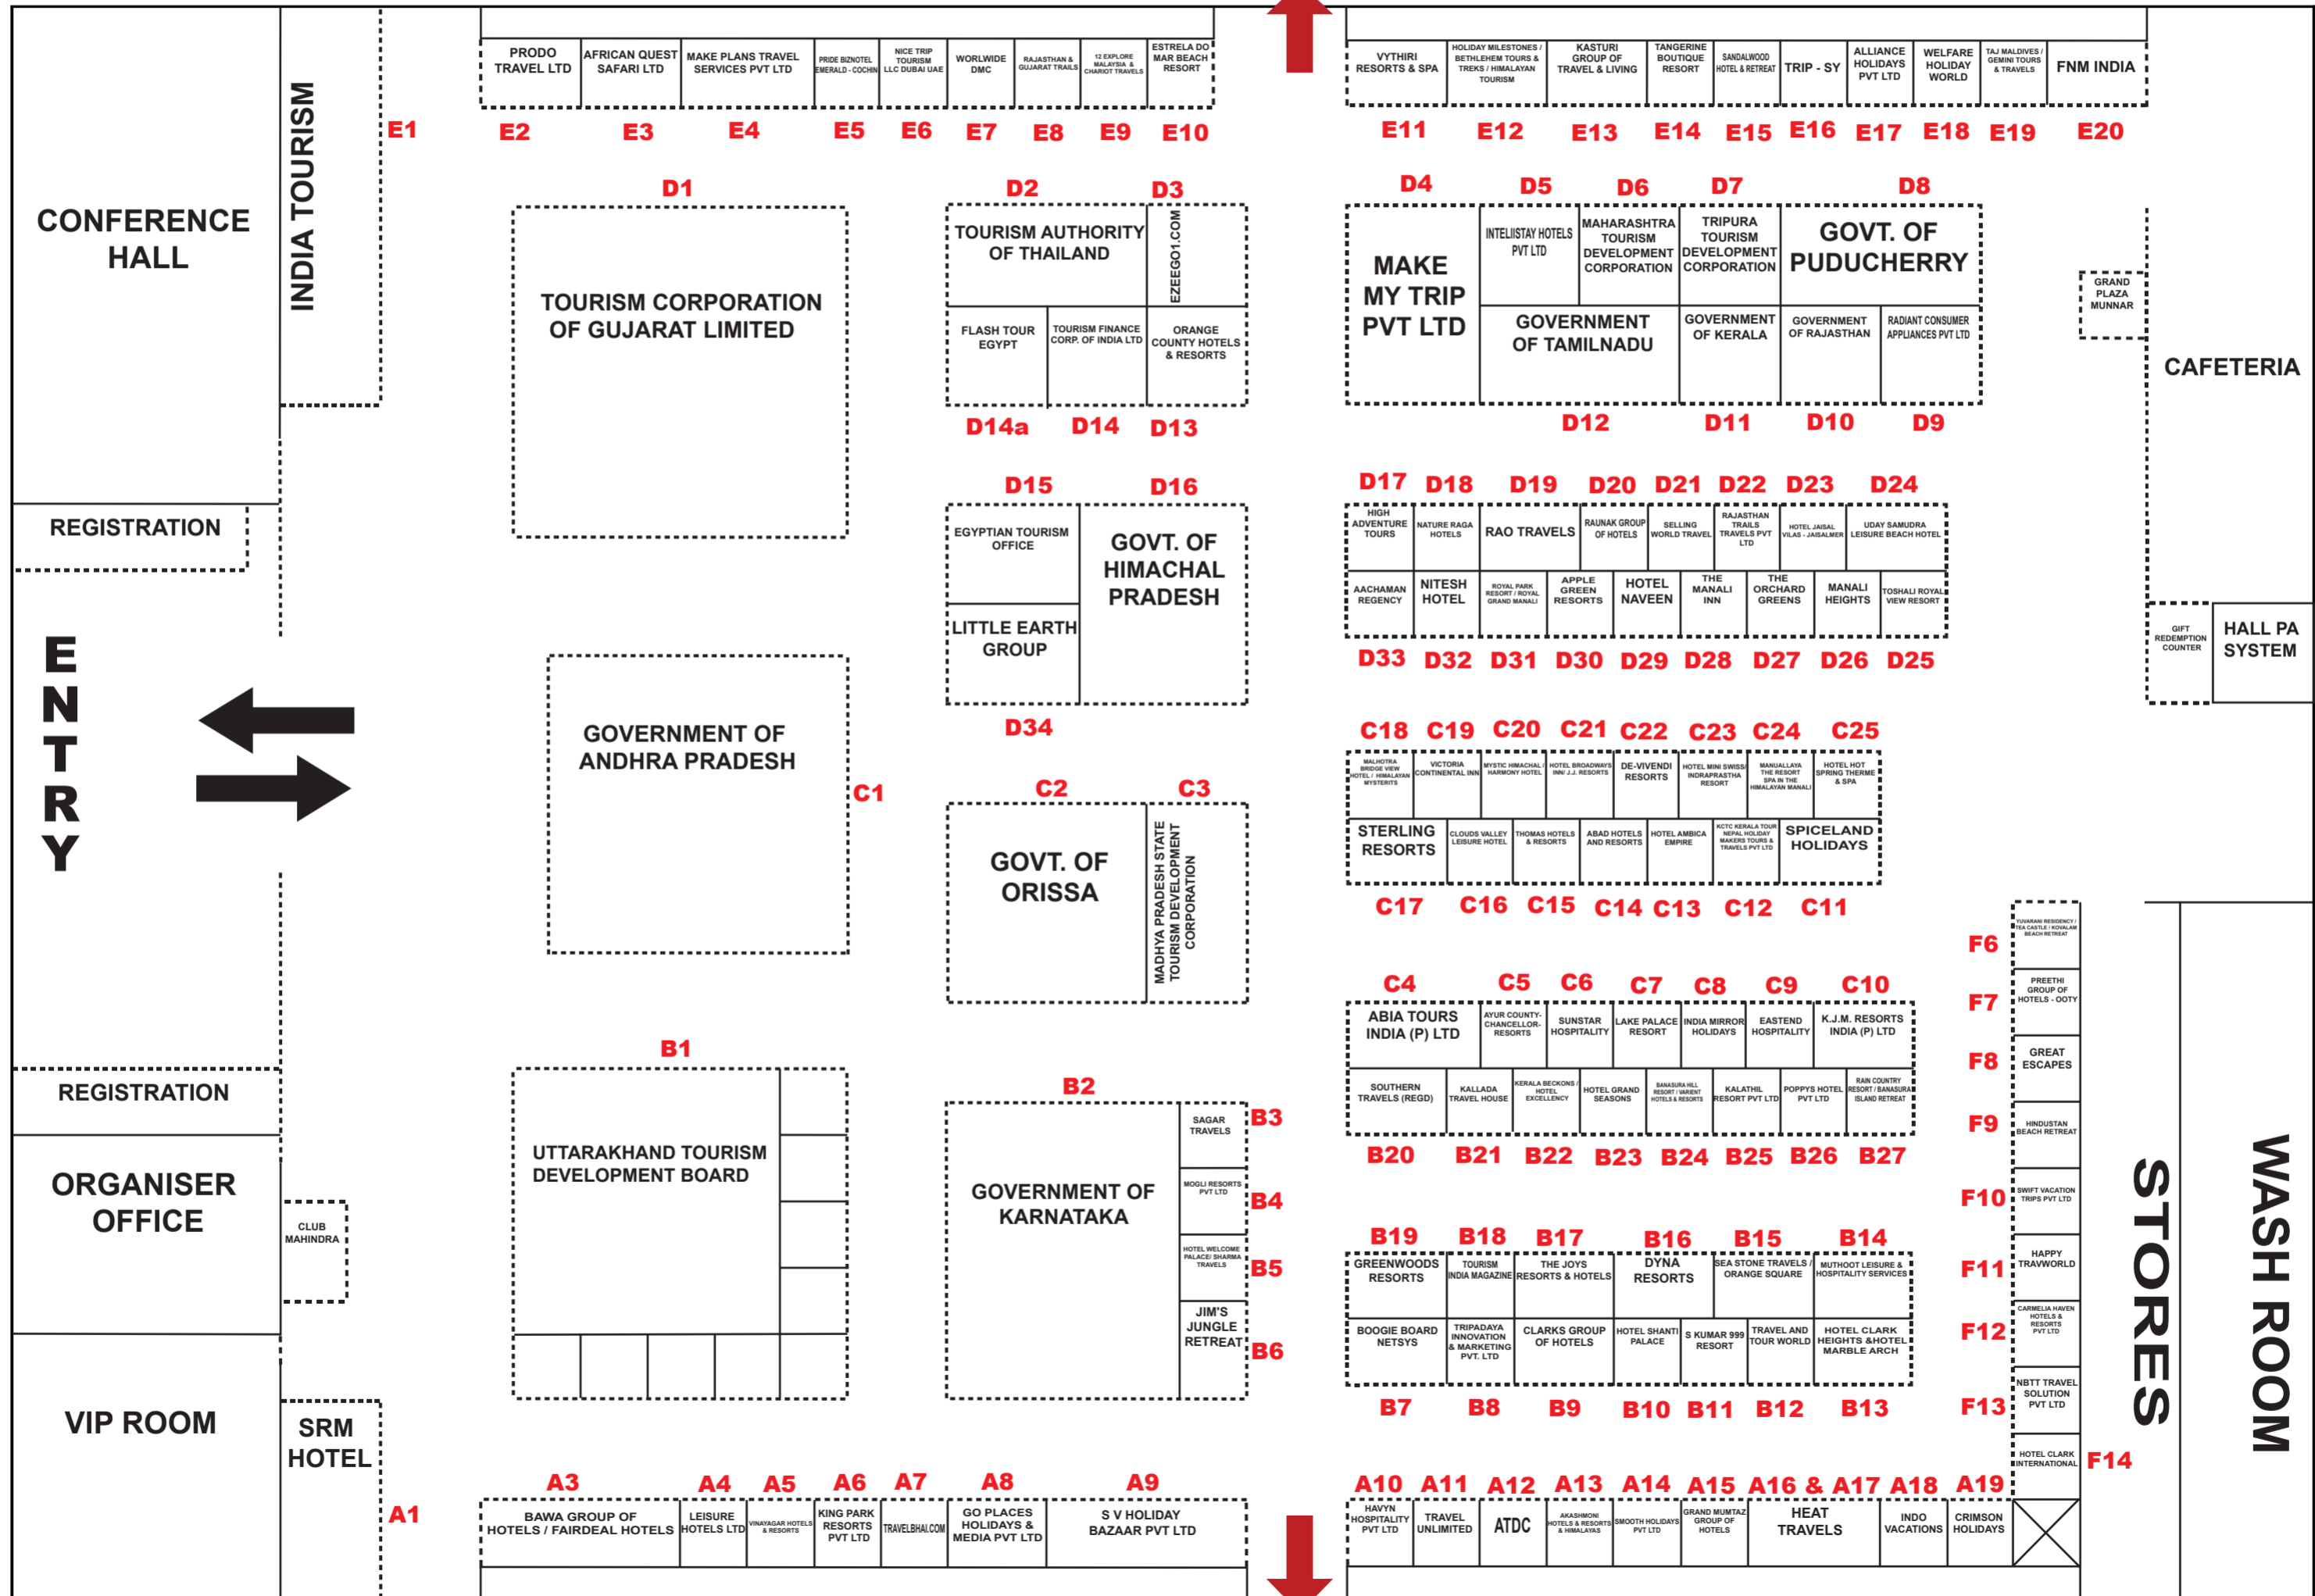 PRODO
TRAVEL LTD
AFRICAN QUEST
SAFARI LTD
MAKE PLANS TRAVEL
SERVICES PVT LTD
PRIDE BIZNOTEL
EMERALD - COCHIN
NICE TRIP
TOURISM
LLC DUBAI UAE
WORLWIDE
DMC
RAJASTHAN &
GUJARAT TRAILS
12 EXPLORE
MALAYSIA &
CHARIOT TRAVELS
ESTRELA DO
MAR BEACH
RESORT
VYTHIRI
RESORTS & SPA
HOLIDAY MILESTONES /
BETHLEHEM TOURS &
TREKS / HIMALAYAN
TOURISM
KASTURI
GROUP OF
TRAVEL & LIVING
TANGERINE
BOUTIQUE
RESORT
SANDALWOOD
HOTEL & RETREAT
TRIP - SY
ALLIANCE
HOLIDAYS
PVT LTD
WELFARE
HOLIDAY
WORLD
TAJ MALDIVES /
GEMINI TOURS
& TRAVELS
FNM INDIA
E1
E2
E3
E4
E5
E6
E7
E8
E9
E10
E11
E12
E13
E14
E15
E16
E17
E18
E19
E20
CONFERENCE
HALL
INDIA TOURISM
D1
TOURISM CORPORATION
OF GUJARAT LIMITED
D2
D3
TOURISM AUTHORITY
OF THAILAND
EZEEGO1.COM
FLASH TOUR
EGYPT
TOURISM FINANCE
CORP. OF INDIA LTD
ORANGE
COUNTY HOTELS
& RESORTS
D14a
D14
D13
D4
D5
D6
D7
D8
MAKE
MY TRIP
PVT LTD
INTELIISTAY HOTELS
PVT LTD
MAHARASHTRA
TOURISM
DEVELOPMENT
CORPORATION
TRIPURA
TOURISM
DEVELOPMENT
CORPORATION
GOVT. OF
PUDUCHERRY
GOVERNMENT
OF TAMILNADU
GOVERNMENT
OF KERALA
GOVERNMENT
OF RAJASTHAN
RADIANT CONSUMER
APPLIANCES PVT LTD
D12
D11
D10
D9
GRAND
PLAZA
MUNNAR
CAFETERIA
REGISTRATION
D15
D16
EGYPTIAN TOURISM
OFFICE
GOVT. OF
HIMACHAL
PRADESH
LITTLE EARTH
GROUP
D34
D17
D18
D19
D20
D21
D22
D23
D24
HIGH
ADVENTURE
TOURS
NATURE RAGA
HOTELS
RAO TRAVELS
RAUNAK GROUP
OF HOTELS
SELLING
WORLD TRAVEL
RAJASTHAN
TRAILS
TRAVELS PVT
LTD
HOTEL JAISAL
VILAS - JAISALMER
UDAY SAMUDRA
LEISURE BEACH HOTEL
AACHAMAN
REGENCY
NITESH
HOTEL
ROYAL PARK
RESORT / ROYAL
GRAND MANALI
APPLE
GREEN
RESORTS
HOTEL
NAVEEN
THE
MANALI
INN
THE
ORCHARD
GREENS
MANALI
HEIGHTS
TOSHALI ROYAL
VIEW RESORT
D33
D32
D31
D30
D29
D28
D27
D26
D25
GIFT
REDEMPTION
COUNTER
HALL PA
SYSTEM
ENTRY
GOVERNMENT OF
ANDHRA PRADESH
C1
C2
C3
GOVT. OF
ORISSA
MADHYA PRADESH STATE
TOURISM DEVELOPMENT
CORPORATION
C18
C19
C20
C21
C22
C23
C24
C25
MALHOTRA
BRIDGE VIEW
HOTEL / HIMALAYAN
MYSTERITS
VICTORIA
CONTINENTAL INN
MYSTIC HIMACHAL /
HARMONY HOTEL
HOTEL BROADWAYS
INN/ J.J. RESORTS
DE-VIVENDI
RESORTS
HOTEL MINI SWISS/
INDRAPRASTHA
RESORT
MANUALLAYA
THE RESORT
SPA IN THE
HIMALAYAN MANALI
HOTEL HOT
SPRING THERME
& SPA
STERLING
RESORTS
CLOUDS VALLEY
LEISURE HOTEL
THOMAS HOTELS
& RESORTS
ABAD HOTELS
AND RESORTS
HOTEL AMBICA
EMPIRE
KCTC KERALA TOUR
NEPAL HOLIDAY
MAKERS TOURS &
TRAVELS PVT LTD
SPICELAND
HOLIDAYS
C17
C16
C15
C14
C13
C12
C11
C4
C5
C6
C7
C8
C9
C10
ABIA TOURS
INDIA (P) LTD
AYUR COUNTY-
CHANCELLOR-
RESORTS
SUNSTAR
HOSPITALITY
LAKE PALACE
RESORT
INDIA MIRROR
HOLIDAYS
EASTEND
HOSPITALITY
K.J.M. RESORTS
INDIA (P) LTD
SOUTHERN
TRAVELS (REGD)
KALLADA
TRAVEL HOUSE
KERALA BECKONS /
HOTEL
EXCELLENCY
HOTEL GRAND
SEASONS
BANASURA HILL
RESORT / VARIENT
HOTELS & RESORTS
KALATHIL
RESORT PVT LTD
POPPYS HOTEL
PVT LTD
RAIN COUNTRY
RESORT / BANASURA
ISLAND RETREAT
B20
B21
B22
B23
B24
B25
B26
B27
REGISTRATION
ORGANISER
OFFICE
CLUB
MAHINDRA
VIP ROOM
SRM
HOTEL
A1
B1
UTTARAKHAND TOURISM
DEVELOPMENT BOARD
B2
GOVERNMENT OF
KARNATAKA
SAGAR
TRAVELS
B3
MOGLI RESORTS
PVT LTD
B4
HOTEL WELCOME
PALACE/ SHARMA
TRAVELS
B5
JIM'S
JUNGLE
RETREAT
B6
B19
B18
B17
B16
B15
B14
GREENWOODS
RESORTS
TOURISM
INDIA MAGAZINE
THE JOYS
RESORTS & HOTELS
DYNA
RESORTS
SEA STONE TRAVELS /
ORANGE SQUARE
MUTHOOT LEISURE &
HOSPITALITY SERVICES
BOOGIE BOARD
NETSYS
TRIPADAYA
INNOVATION
& MARKETING
PVT. LTD
CLARKS GROUP
OF HOTELS
HOTEL SHANTI
PALACE
S KUMAR 999
RESORT
TRAVEL AND
TOUR WORLD
HOTEL CLARK
HEIGHTS &HOTEL
MARBLE ARCH
B7
B8
B9
B10
B11
B12
B13
F6
YUVARANI RESIDENCY /
TEA CASTLE / KOVALAM
BEACH RETREAT
F7
PREETHI
GROUP OF
HOTELS - OOTY
F8
GREAT
ESCAPES
F9
HINDUSTAN
BEACH RETREAT
F10
SWIFT VACATION
TRIPS PVT LTD
F11
HAPPY
TRAVWORLD
F12
CARMELIA HAVEN
HOTELS &
RESORTS
PVT LTD
F13
NBTT TRAVEL
SOLUTION
PVT LTD
HOTEL CLARK
INTERNATIONAL
F14
STORES
WASH ROOM
A3
A4
A5
A6
A7
A8
A9
BAWA GROUP OF
HOTELS / FAIRDEAL HOTELS
LEISURE
HOTELS LTD
VINAYAGAR HOTELS
& RESORTS
KING PARK
RESORTS
PVT LTD
TRAVELBHAI.COM
GO PLACES
HOLIDAYS &
MEDIA PVT LTD
S V HOLIDAY
BAZAAR PVT LTD
A10
A11
A12
A13
A14
A15
A16 & A17
A18
A19
HAVYN
HOSPITALITY
PVT LTD
TRAVEL
UNLIMITED
ATDC
AKASHMONI
HOTELS & RESORTS
& HIMALAYAS
SMOOTH HOLIDAYS
PVT LTD
GRAND MUMTAZ
GROUP OF
HOTELS
HEAT
TRAVELS
INDO
VACATIONS
CRIMSON
HOLIDAYS